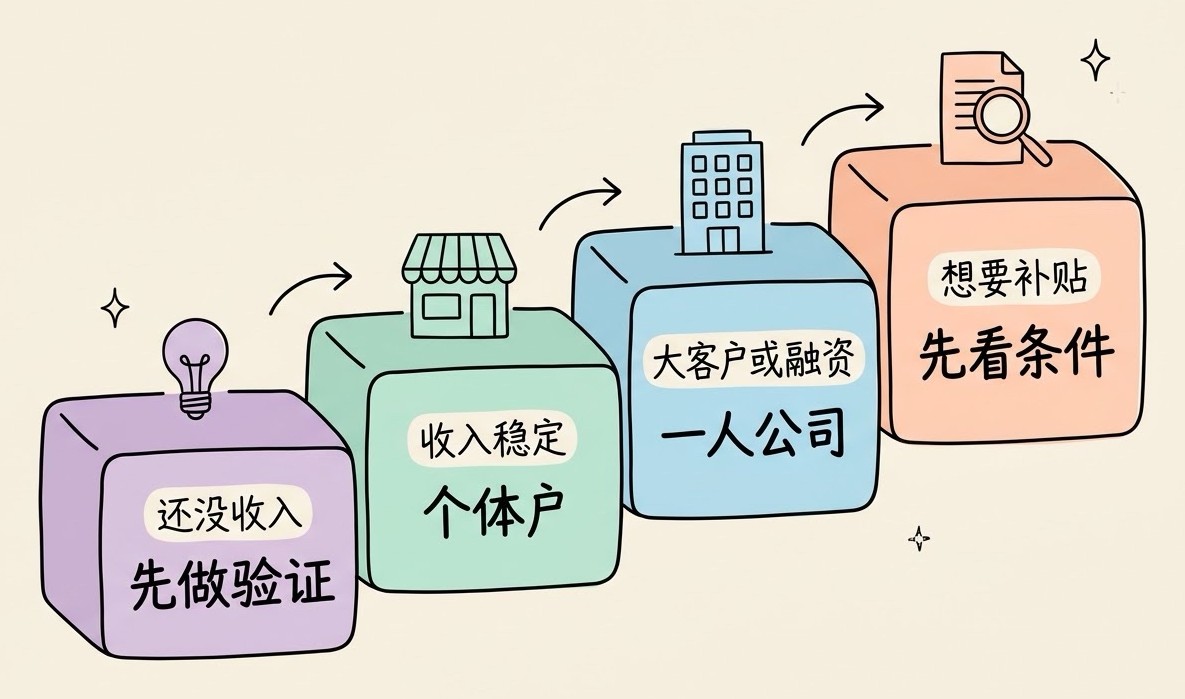 还没收入
先做验证
收入稳定
个体户
大客户或融资
一人公司
想要补贴
先看条件